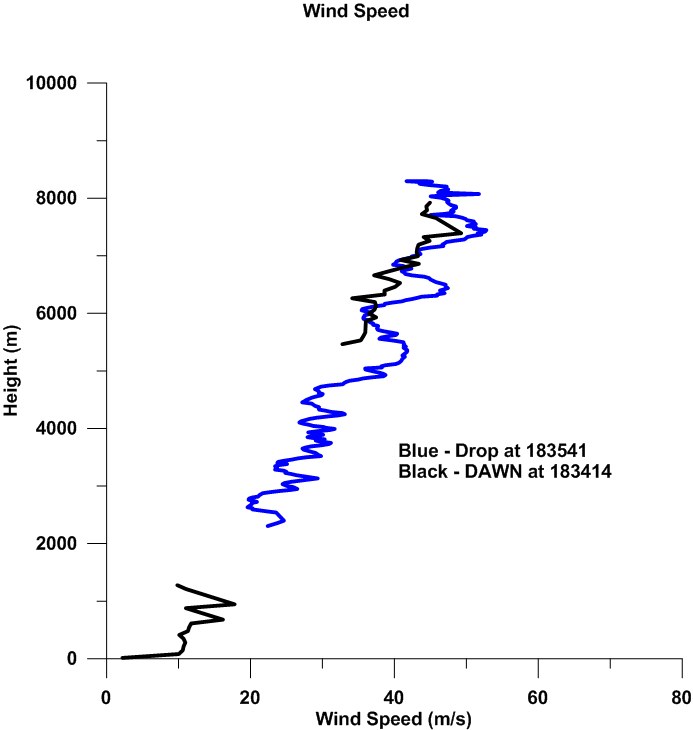 Wind Speed
10000
8000
6000
4000
2000
0
Height (m)
Blue - Drop at 183541
Black - DAWN at 183414
0 20 40 60 80
Wind Speed (m/s)